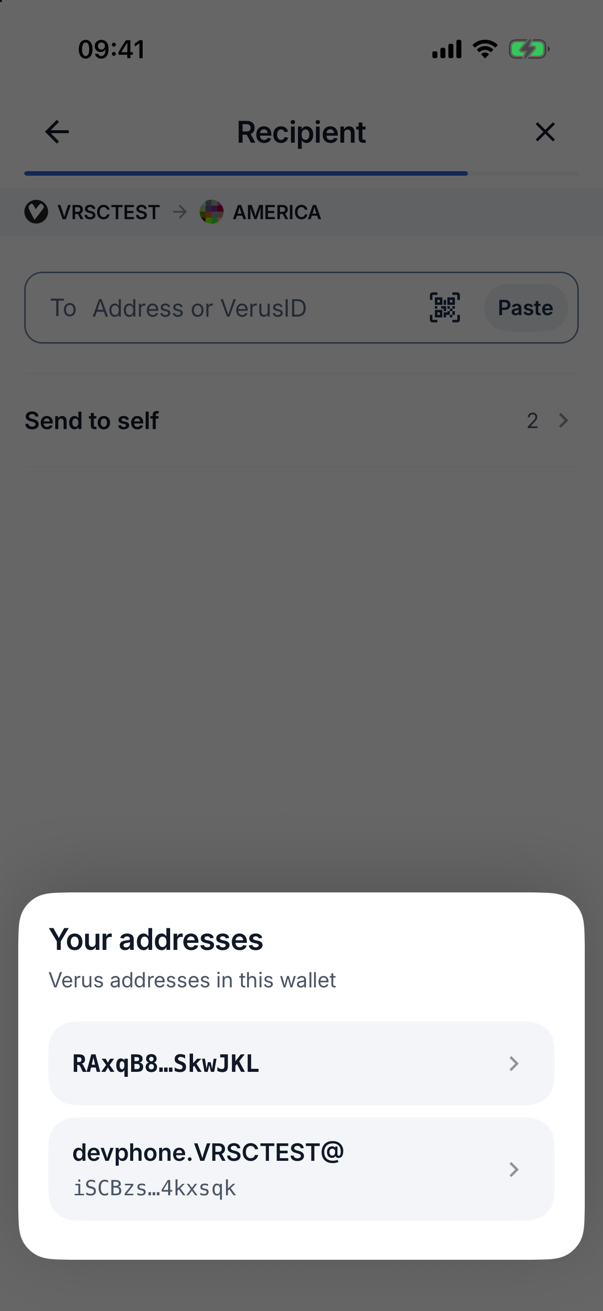 09:41
Recipient
VRSCTEST → AMERICA
To Address or VerusID Paste
Send to self 2
Your addresses
Verus addresses in this wallet
RAxqB8…SkwJKL
devphone.VRSCTEST@
iSCBzs…4kxsqk